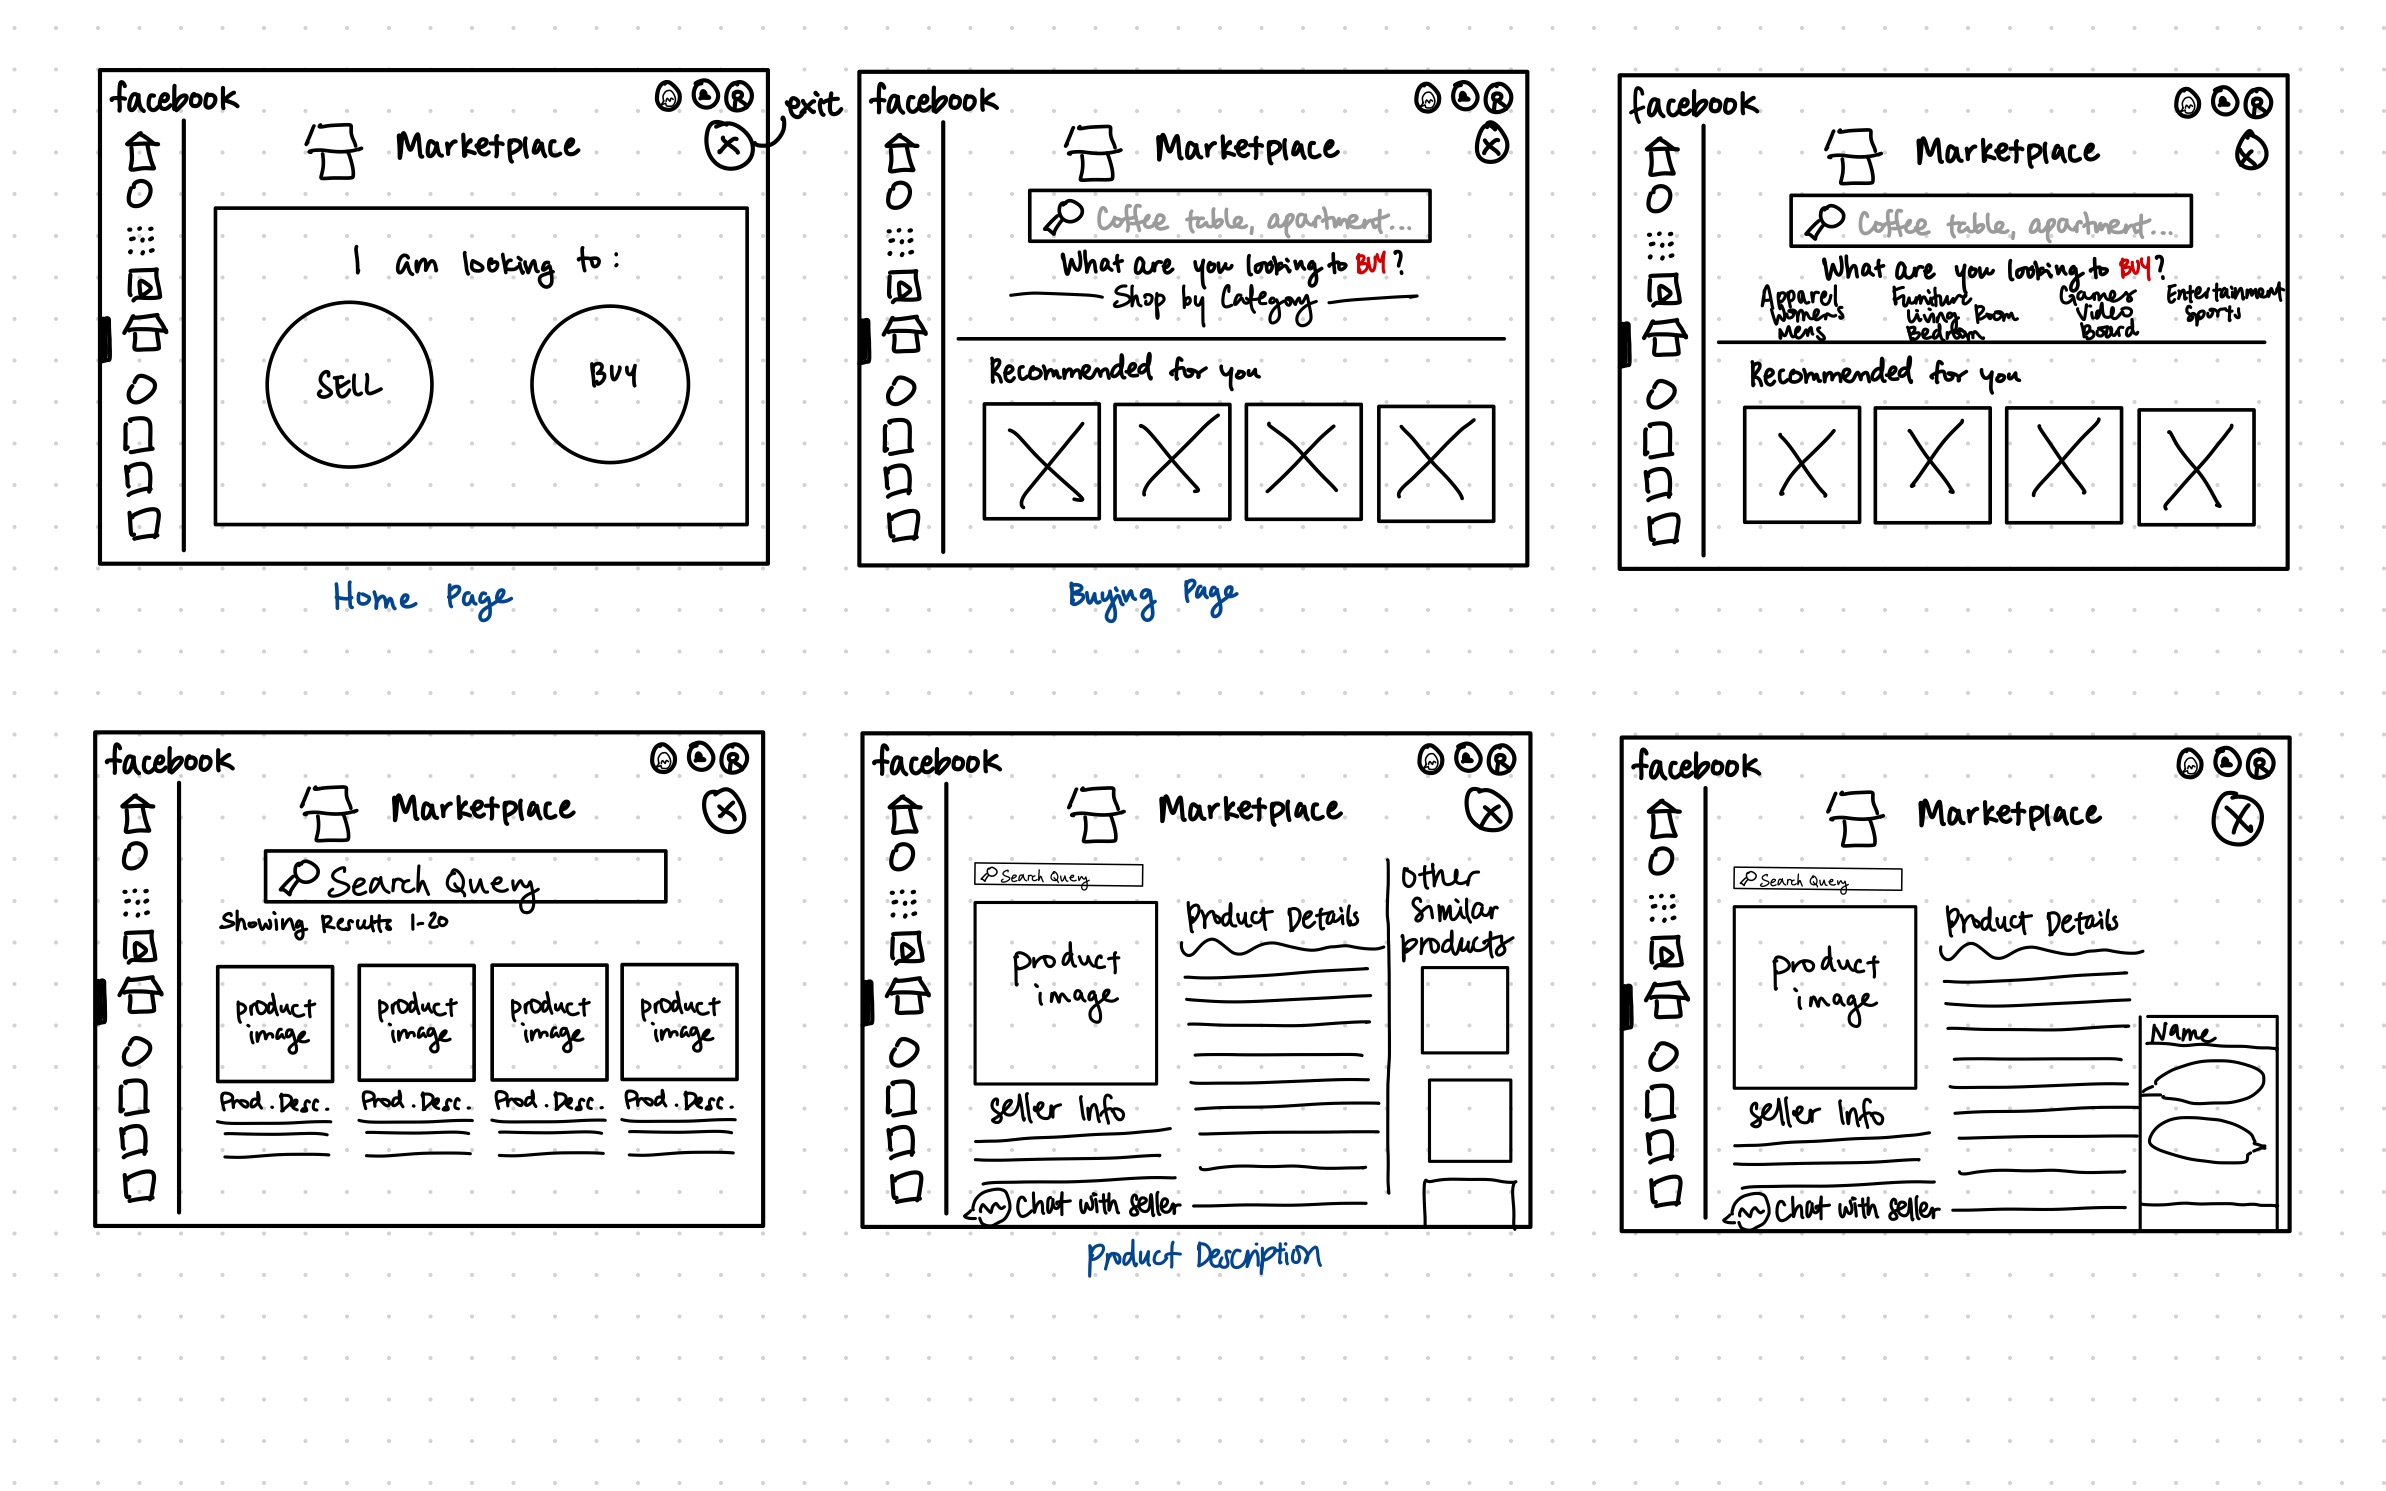 facebook
Marketplace
exit
I am looking to:
SELL
BUY
Home Page
facebook
Marketplace
Coffee table, apartment...
What are you looking to BUY?
Shop by Category
Recommended for you
Buying Page
facebook
Marketplace
Coffee table, apartment...
What are you looking to BUY?
Apparel
Womens
Mens
Furniture
Living Room
Bedroom
Games
Video
Board
Entertainment
Sports
Recommended for you
facebook
Marketplace
Search Query
Showing Results 1-20
product
image
product
image
product
image
product
image
Prod. Desc.
Prod. Desc.
Prod. Desc.
Prod. Desc.
facebook
Marketplace
Search Query
product
image
Seller Info
Chat with Seller
Product Details
Other
Similar
products
Product Description
facebook
Marketplace
Search Query
product
image
Seller Info
Chat with Seller
Product Details
Name